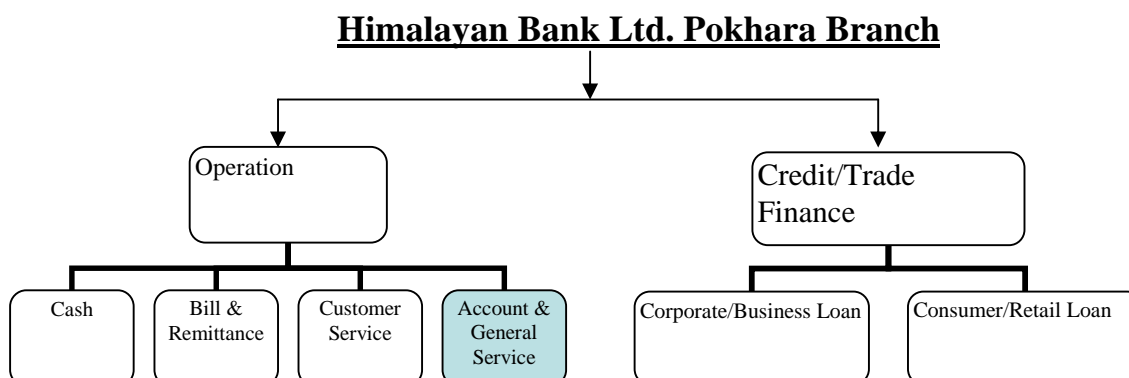 Himalayan Bank Ltd. Pokhara Branch
Operation
Credit/Trade
Finance
Cash
Bill &
Remittance
Customer
Service
Account &
General
Service
Corporate/Business Loan
Consumer/Retail Loan